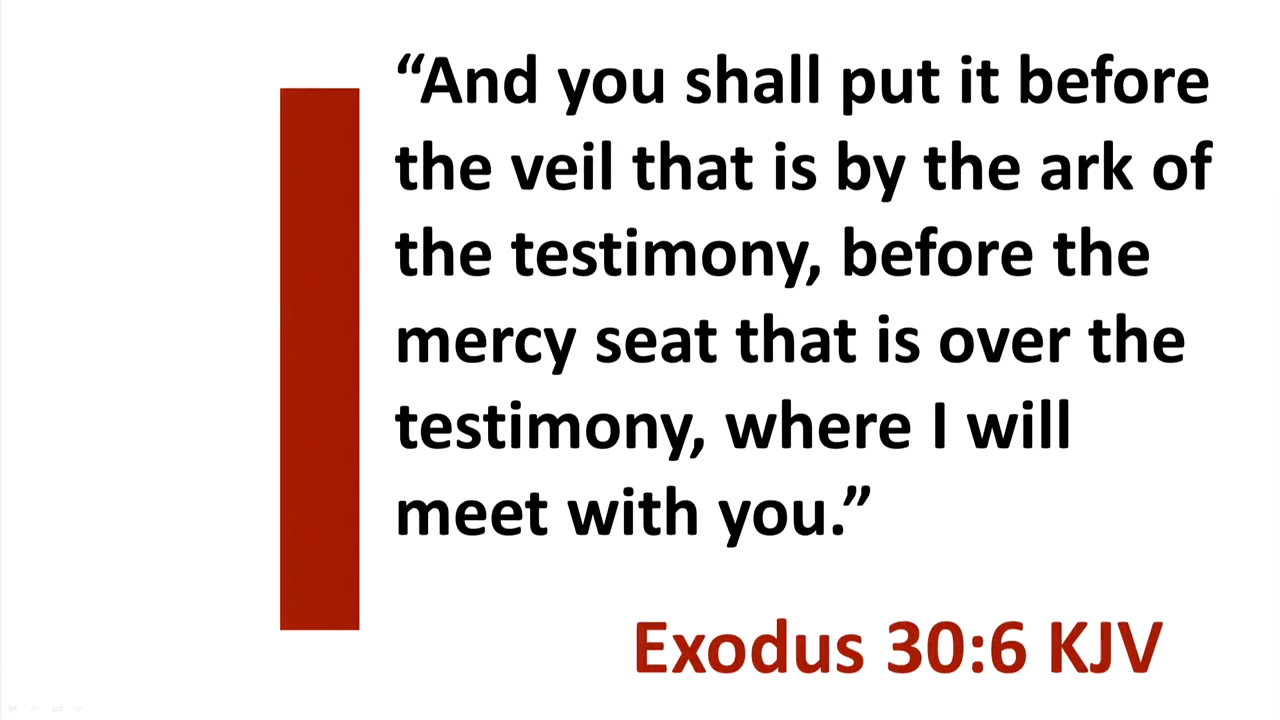 “And you shall put it before
the veil that is by the ark of
the testimony, before the
mercy seat that is over the
testimony, where I will
meet with you.”
Exodus 30:6 KJV